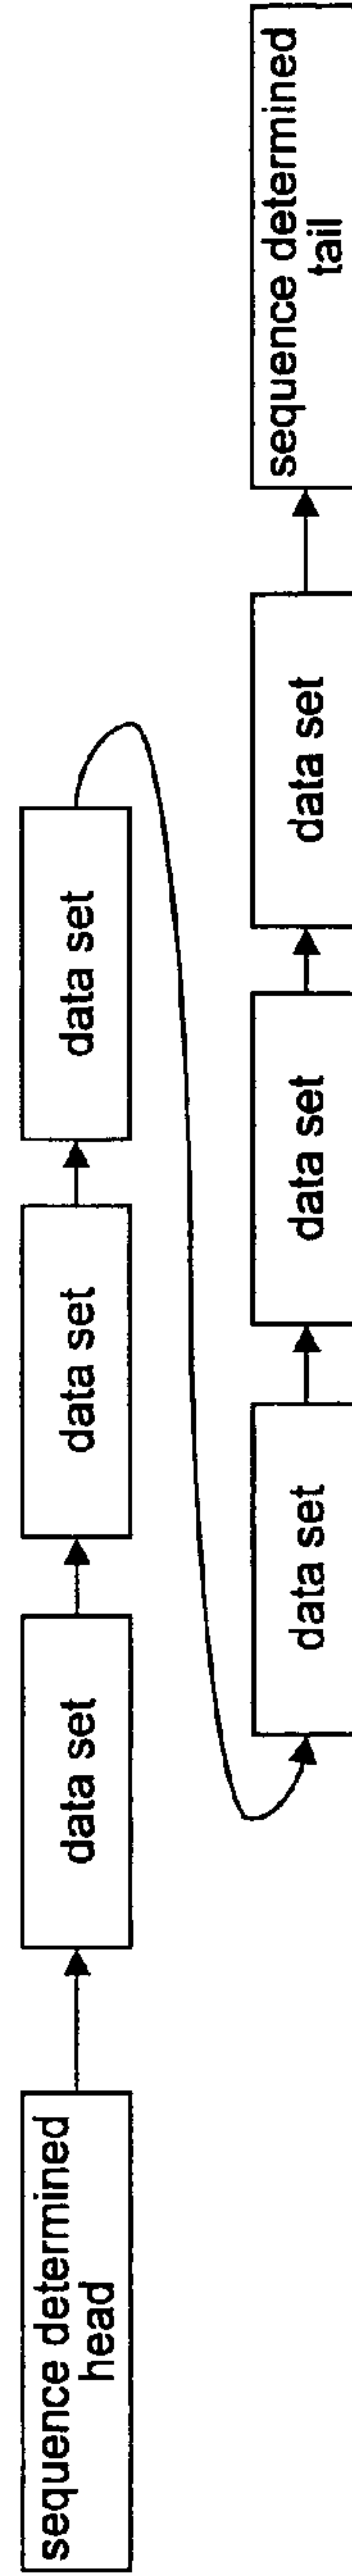 sequence determined
head
data set
data set
data set
data set
data set
data set
sequence determined
tail